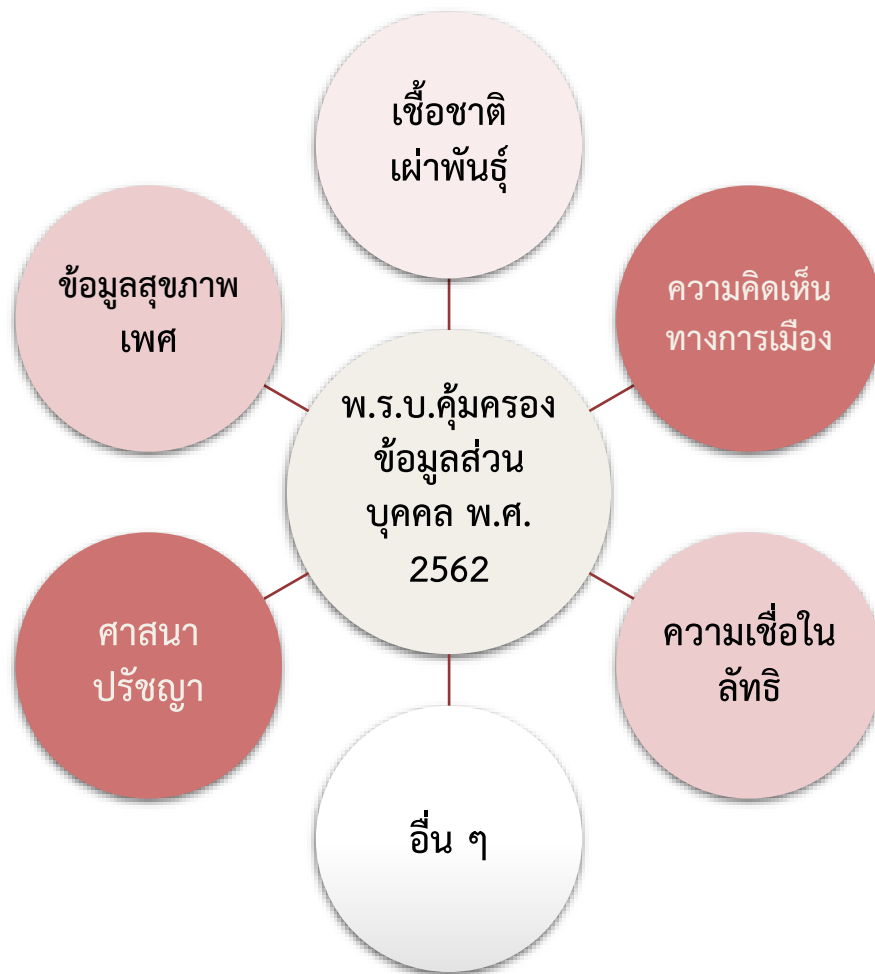 เชื้อชาติ
เผ่าพันธุ์
ข้อมูลสุขภาพ
เพศ
ความคิดเห็น
ทางการเมือง
พ.ร.บ.คุ้มครอง
ข้อมูลส่วน
บุคคล พ.ศ.
2562
ศาสนา
ปรัชญา
ความเชื่อใน
ลัทธิ
อื่น ๆ